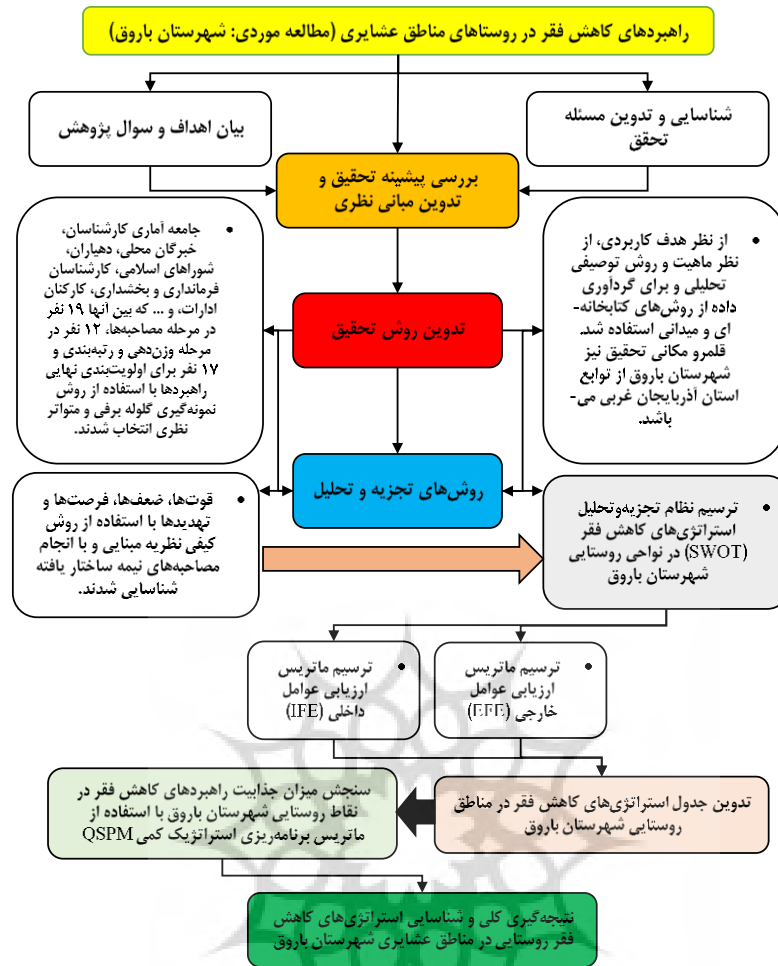 راهبردهای کاهش فقر در روستاهای مناطق عشایری (مطالعه موردی: شهرستان باروق)
شناسایی و تدوین مسئله
تحقق
بیان اهداف و سوال پژوهش
بررسی پیشینه تحقیق و
تدوین مبانی نظری
• از نظر هدف کاربردی، از
نظر ماهیت و روش توصیفی
تحلیلی و برای گردآوری
داده از روش‌های کتابخانه-
ای و میدانی استفاده شد.
قلمرو مکانی تحقیق نیز
شهرستان باروق از توابع
استان آذربایجان غربی می-
باشد.
تدوین روش تحقیق
• جامعه آماری کارشناسان،
خبرگان محلی، دهیاران،
شوراهای اسلامی، کارشناسان
فرمانداری و بخشداری، کارکنان
ادارات، و ... که بین آنها ۱۹ نفر
در مرحله مصاحبه‌ها، ۱۲ نفر در
مرحله وزن‌دهی و رتبه‌بندی و
۱۷ نفر برای اولویت‌بندی نهایی
راهبردها با استفاده از روش
نمونه‌گیری گلوله برفی و متواتر
نظری انتخاب شدند.
روش‌های تجزیه و تحلیل
• ترسیم نظام تجزیه‌وتحلیل
استراتژی‌های کاهش فقر
(SWOT) در نواحی روستایی
شهرستان باروق
• قوت‌ها، ضعف‌ها، فرصت‌ها و
تهدیدها با استفاده از روش
کیفی نظریه مبنایی و با انجام
مصاحبه‌های نیمه ساختار یافته
شناسایی شدند.
• ترسیم ماتریس
ارزیابی عوامل
خارجی (EFE)
• ترسیم ماتریس
ارزیابی عوامل
داخلی (IFE)
تدوین جدول استراتژی‌های کاهش فقر در مناطق
روستایی شهرستان باروق
سنجش میزان جذابیت راهبردهای کاهش فقر در
نقاط روستایی شهرستان باروق با استفاده از
ماتریس برنامه‌ریزی استراتژیک کمی QSPM
نتیجه‌گیری کلی و شناسایی استراتژی‌های کاهش
فقر روستایی در مناطق عشایری شهرستان باروق